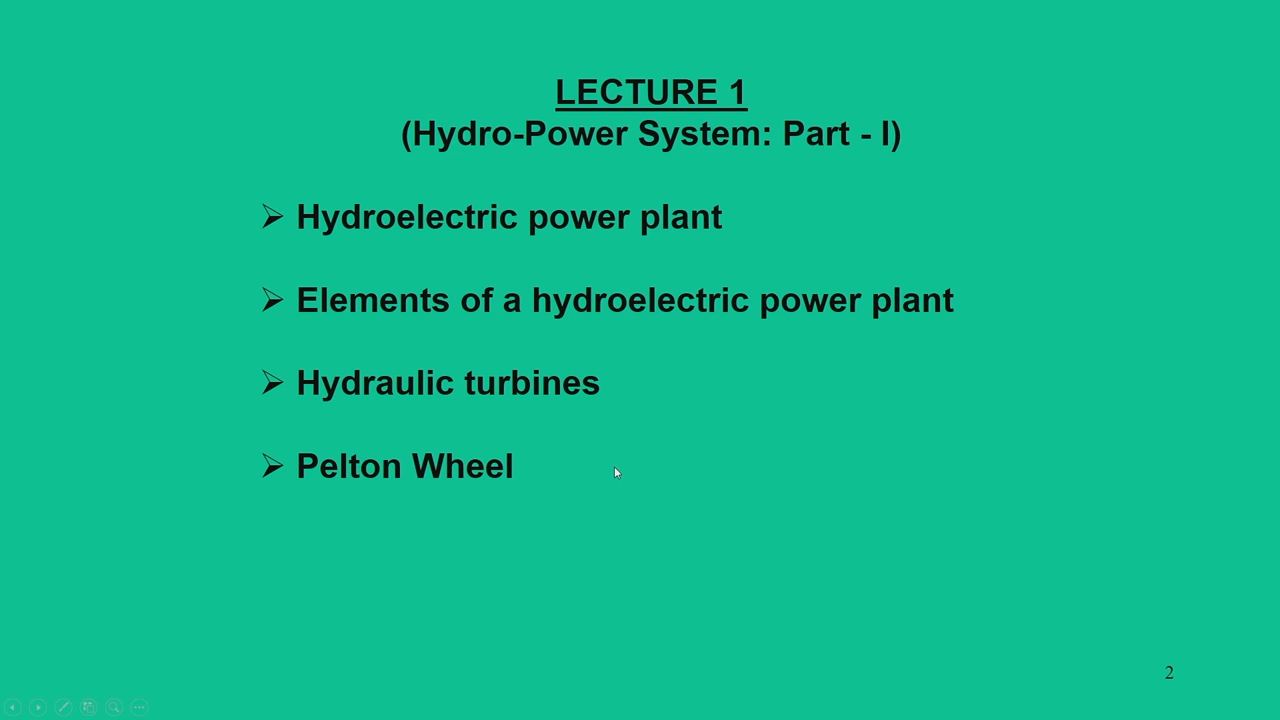 LECTURE 1
(Hydro-Power System: Part - I)
➢ Hydroelectric power plant
➢ Elements of a hydroelectric power plant
➢ Hydraulic turbines
➢ Pelton Wheel
2